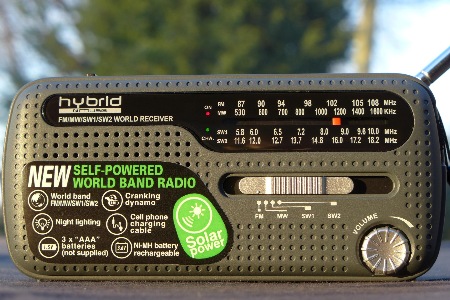 hybrid
FM/MW/SW1/SW2 WORLD RECEIVER
ON
CHA.
FM 87 90 94 98 102 105 108 MHz
MW 530 600 700 800 1200 1400 1600 KHz
SW1 5.8 6.0 6.5 7.2 8.0 9.0 9.6 10.0 MHz
SW2 11.6 12.0 12.7 13.7 14.5 16.0 17.2 18.2 MHz
NEW SELF-POWERED
WORLD BAND RADIO
World band
FM/MW/SW1/SW2
Cranking
dynamo
Night lighting
Cell phone
charging
cable
3 x "AAA"
batteries
(not supplied)
Ni-MH battery
rechargeable
Solar
power
FM MW SW1 SW2
VOLUME